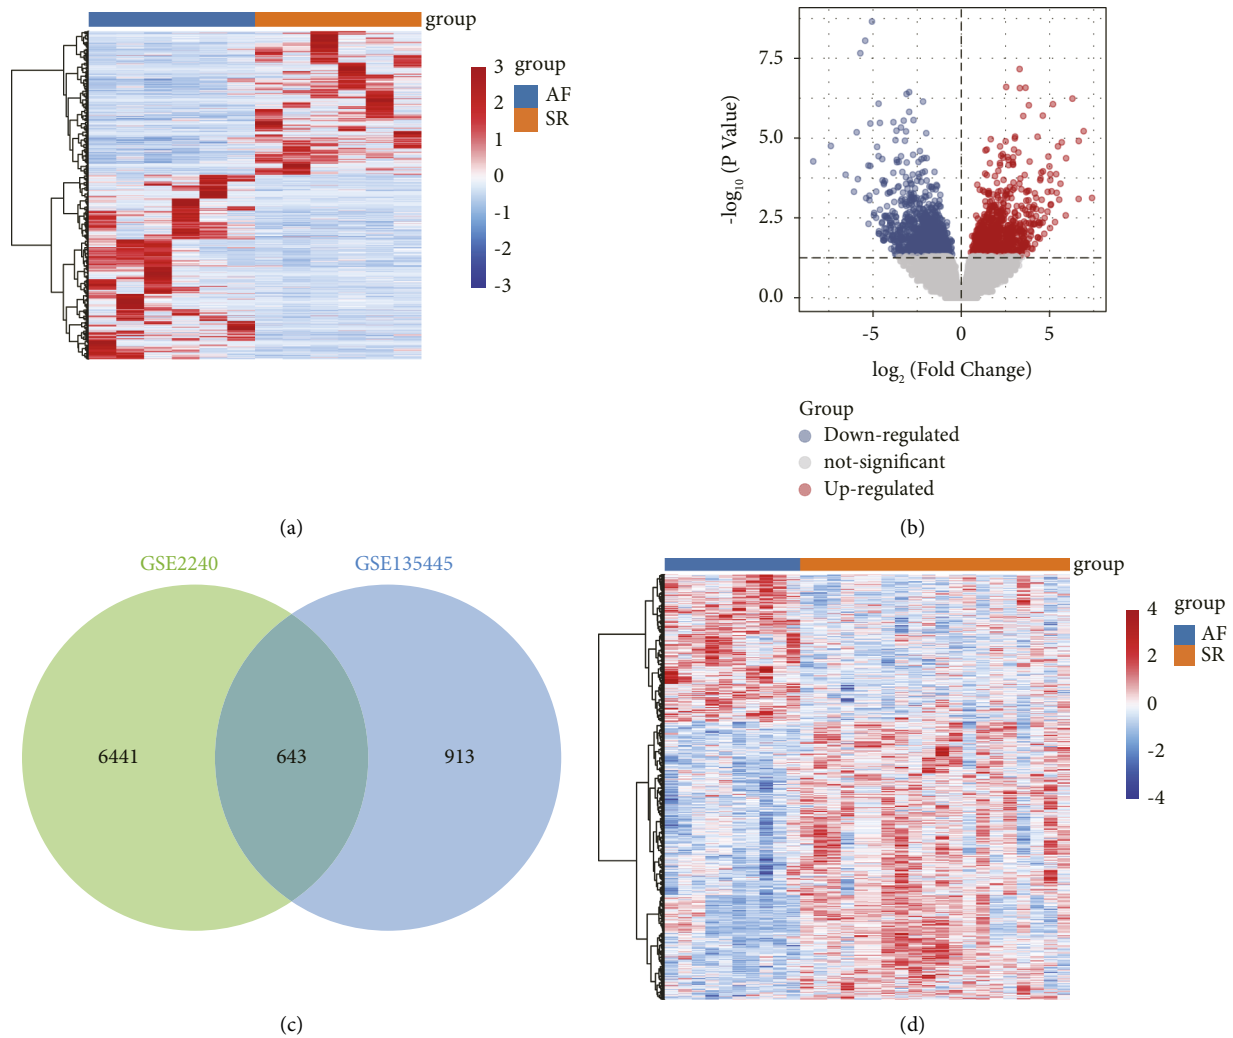 group
3
2
1
0
-1
-2
-3
group
AF
SR
(a)
7.5
5.0
2.5
0.0
-log10 (P Value)
-5 0 5
log2 (Fold Change)
Group
Down-regulated
not-significant
Up-regulated
(b)
GSE2240 GSE135445
6441 643 913
(c)
group
4
2
0
-2
-4
group
AF
SR
(d)